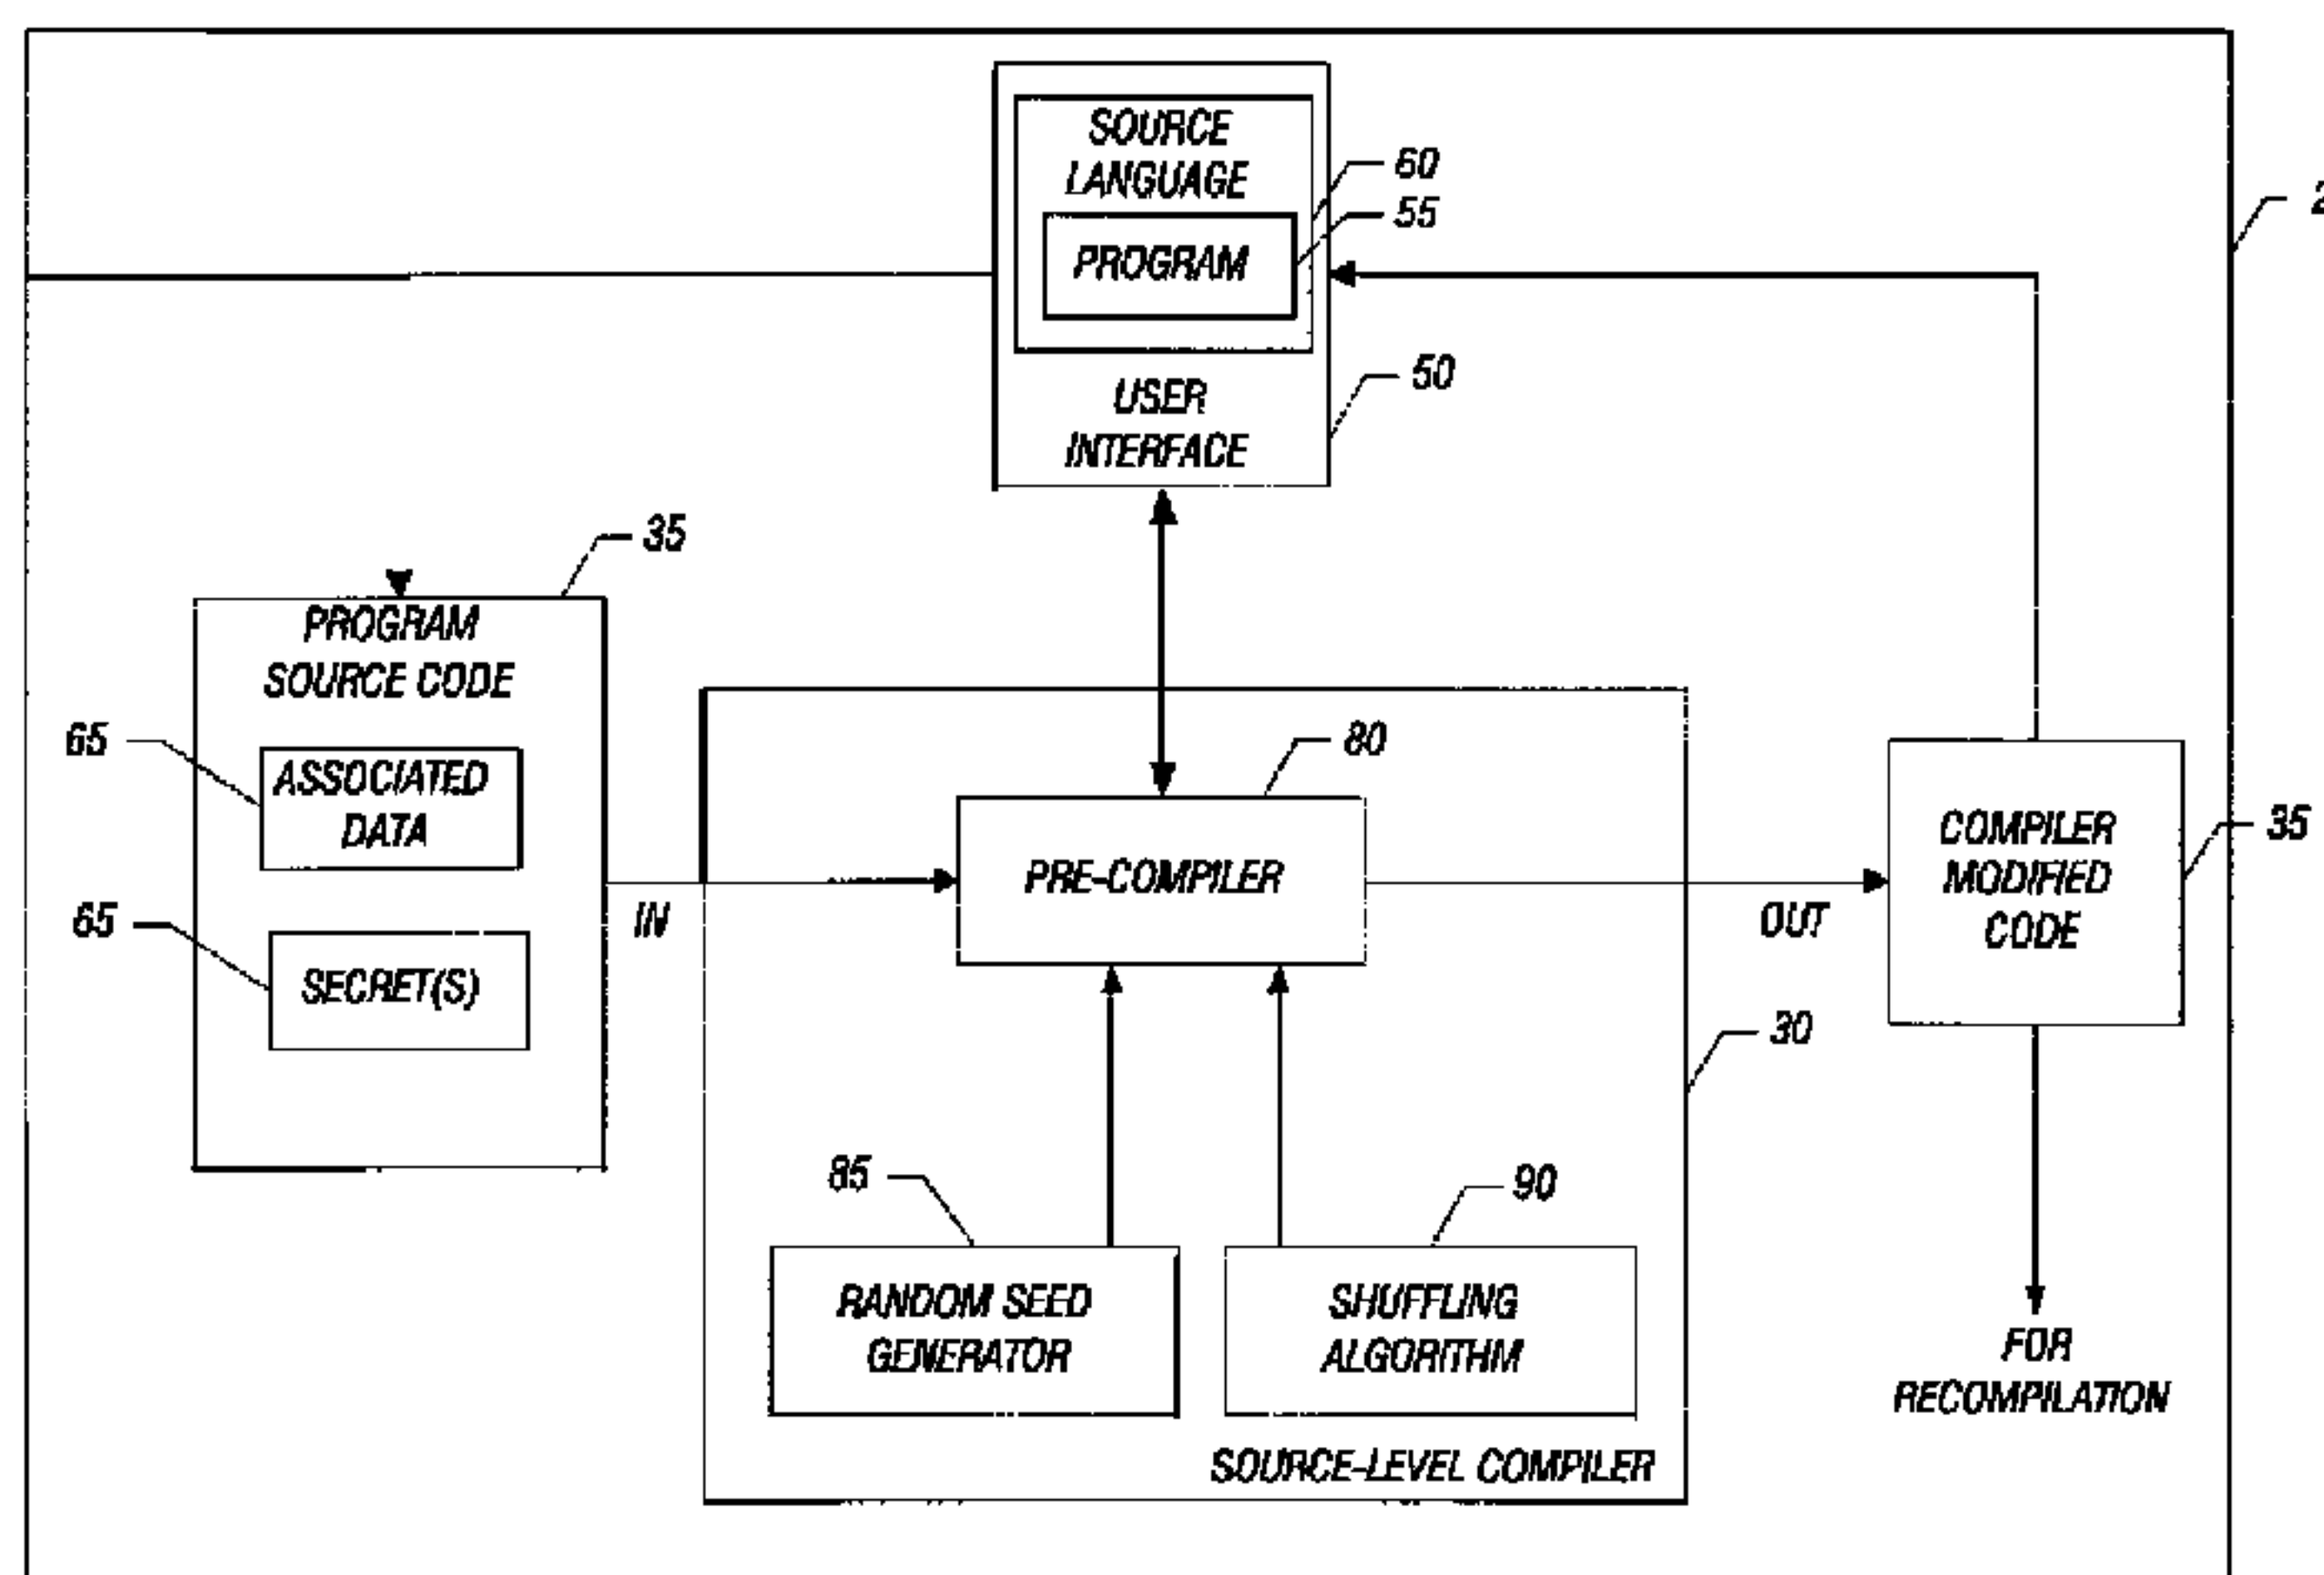 SOURCE
LANGUAGE
60
55
PROGRAM
2
USER
INTERFACE
50
35
PROGRAM
SOURCE CODE
65
ASSOCIATED
DATA
65
SECRET(S)
IN
80
PRE-COMPILER
OUT
COMPILER
MODIFIED
CODE
35
30
85
RANDOM SEED
GENERATOR
90
SHUFFLING
ALGORITHM
SOURCE-LEVEL COMPILER
FOR
RECOMPILATION